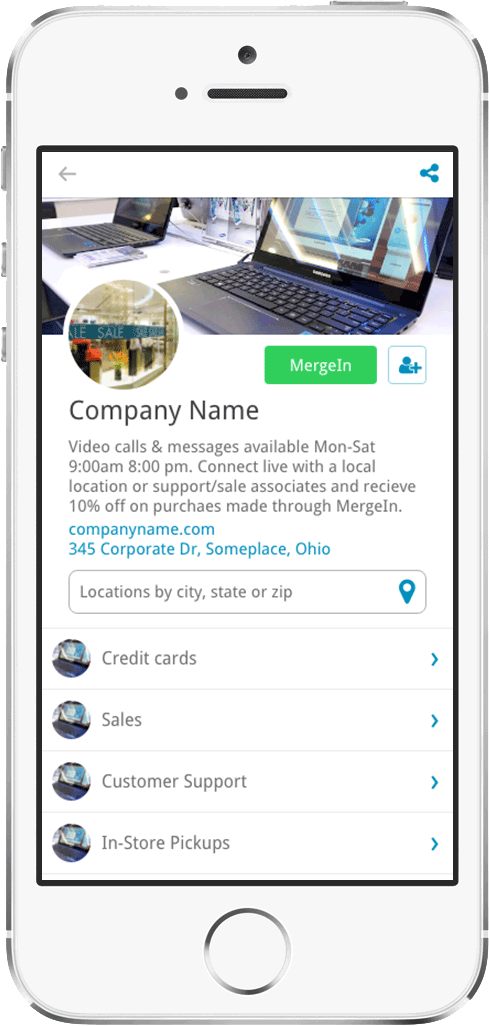 SAMSUNG
ALE SALE SALE
MergeIn
Company Name
Video calls & messages available Mon-Sat
9:00am 8:00 pm. Connect live with a local
location or support/sale associates and recieve
10% off on purchaes made through MergeIn.
companyname.com
345 Corporate Dr, Someplace, Ohio
Locations by city, state or zip
Credit cards
Sales
Customer Support
In-Store Pickups